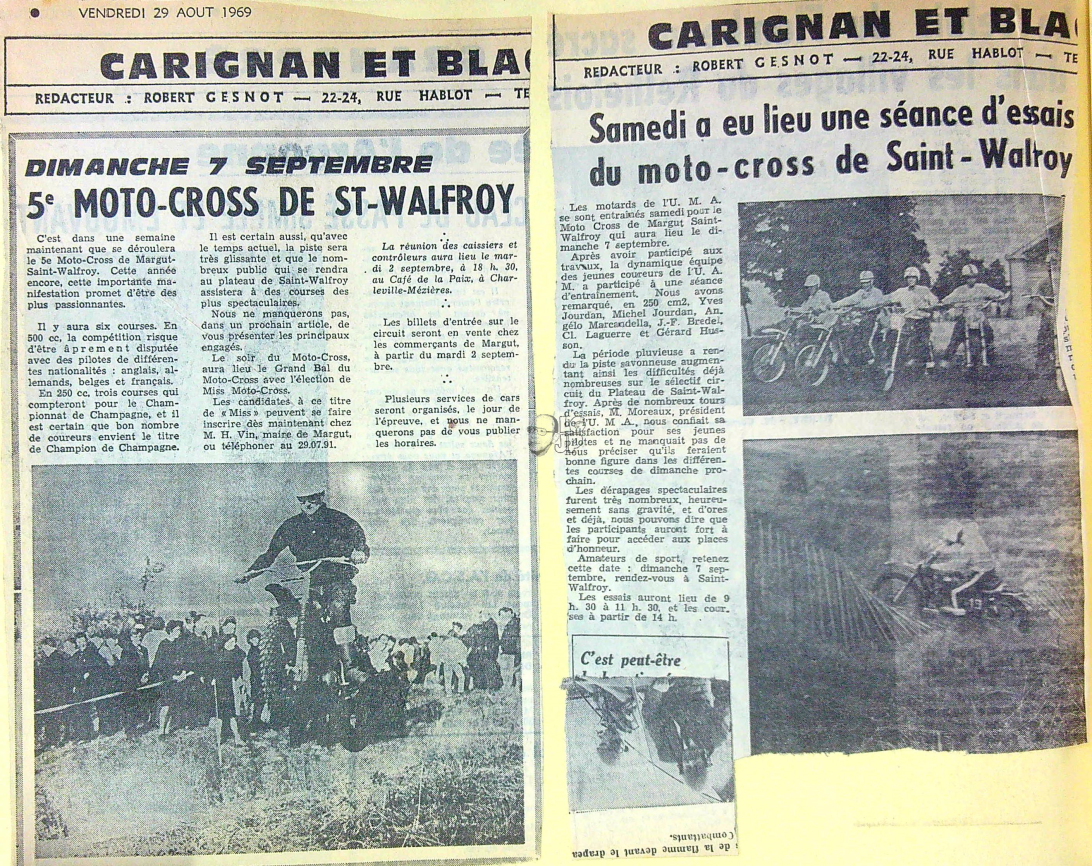 VENDREDI 29 AOUT 1969
CARIGNAN ET BLA
REDACTEUR : ROBERT GESNOT — 22-24, RUE HABLOT — TE
DIMANCHE 7 SEPTEMBRE
5e MOTO-CROSS DE ST-WALFROY
C'est dans une semaine
maintenant que se déroulera
le 5e Moto-Cross de Margut-
Saint-Walfroy. Cette année
encore, cette importante ma-
nifestation promet d'être des
plus passionnantes.
Il y aura six courses. En
500 cc, la compétition risque
d'être âprement disputée
avec des pilotes de différen-
tes nationalités : anglais, al-
lemands, belges et français.
En 250 cc, trois courses qui
compteront pour le Cham-
pionnat de Champagne, et il
est certain que bon nombre
de coureurs envient le titre
de Champion de Champagne.
Il est certain aussi, qu'avec
le temps actuel, la piste sera
très glissante et que le nom-
breux public qui se rendra
au plateau de Saint-Walfroy
assistera à des courses des
plus spectaculaires.
Nous ne manquerons pas,
dans un prochain article, de
vous présenter les principaux
engagés.
Le soir du Moto-Cross,
aura lieu le Grand Bal du
Moto-Cross avec l'élection de
Miss Moto-Cross.
Les candidates à ce titre
de « Miss » peuvent se faire
inscrire dès maintenant chez
M. H. Vin, maire de Margut,
ou téléphoner au 29.07.91.
La réunion des caissiers et
contrôleurs aura lieu le mar-
di 2 septembre, à 18 h. 30,
au Café de la Paix, à Char-
leville-Mézières.
Les billets d'entrée sur le
circuit seront en vente chez
les commerçants de Margut,
à partir du mardi 2 septem-
bre.
Plusieurs services de cars
seront organisés, le jour de
l'épreuve, et nous ne man-
querons pas de vous publier
les horaires.
CARIGNAN ET BLA
REDACTEUR : ROBERT GESNOT — 22-24, RUE HABLOT — TE
Samedi a eu lieu une séance d'essais
du moto-cross de Saint-Walfroy
Les motards de l'U. M. A.
se sont entraînés samedi pour le
Moto Cross de Margut Saint-
Walfroy qui aura lieu le di-
manche 7 septembre.
Après avoir participé aux
travaux, la dynamique équipe
des jeunes coureurs de l'U. A.
M. a participé à une séance
d'entraînement. Nous avons
remarqué, en 250 cm2, Yves
Jourdan, Michel Jourdan, An-
gélo Marcandella, J.-F. Bredel,
Cl. Laguerre et Gérard Hus-
son.
La période pluvieuse a ren-
du la piste savonneuse augmen-
tant ainsi les difficultés déjà
nombreuses sur le sélectif cir-
cuit du Plateau de Saint-Wal-
froy. Après de nombreux tours
d'essais, M. Moreaux, président
de l'U. M .A., nous confiait sa
satisfaction pour ses jeunes
pilotes et ne manquait pas de
nous préciser qu'ils feraient
bonne figure dans les différen-
tes courses de dimanche pro-
chain.
Les dérapages spectaculaires
furent très nombreux, heureu-
sement sans gravité, et d'ores
et déjà, nous pouvons dire que
les participants auront fort à
faire pour accéder aux places
d'honneur.
Amateurs de sport, retenez
cette date : dimanche 7 sep-
tembre, rendez-vous à Saint-
Walfroy.
Les essais auront lieu de 9
h. 30 à 11 h. 30, et les cour-
ses à partir de 14 h.
C'est peut-être
13
de la flamme devant le drapea
Combattants.